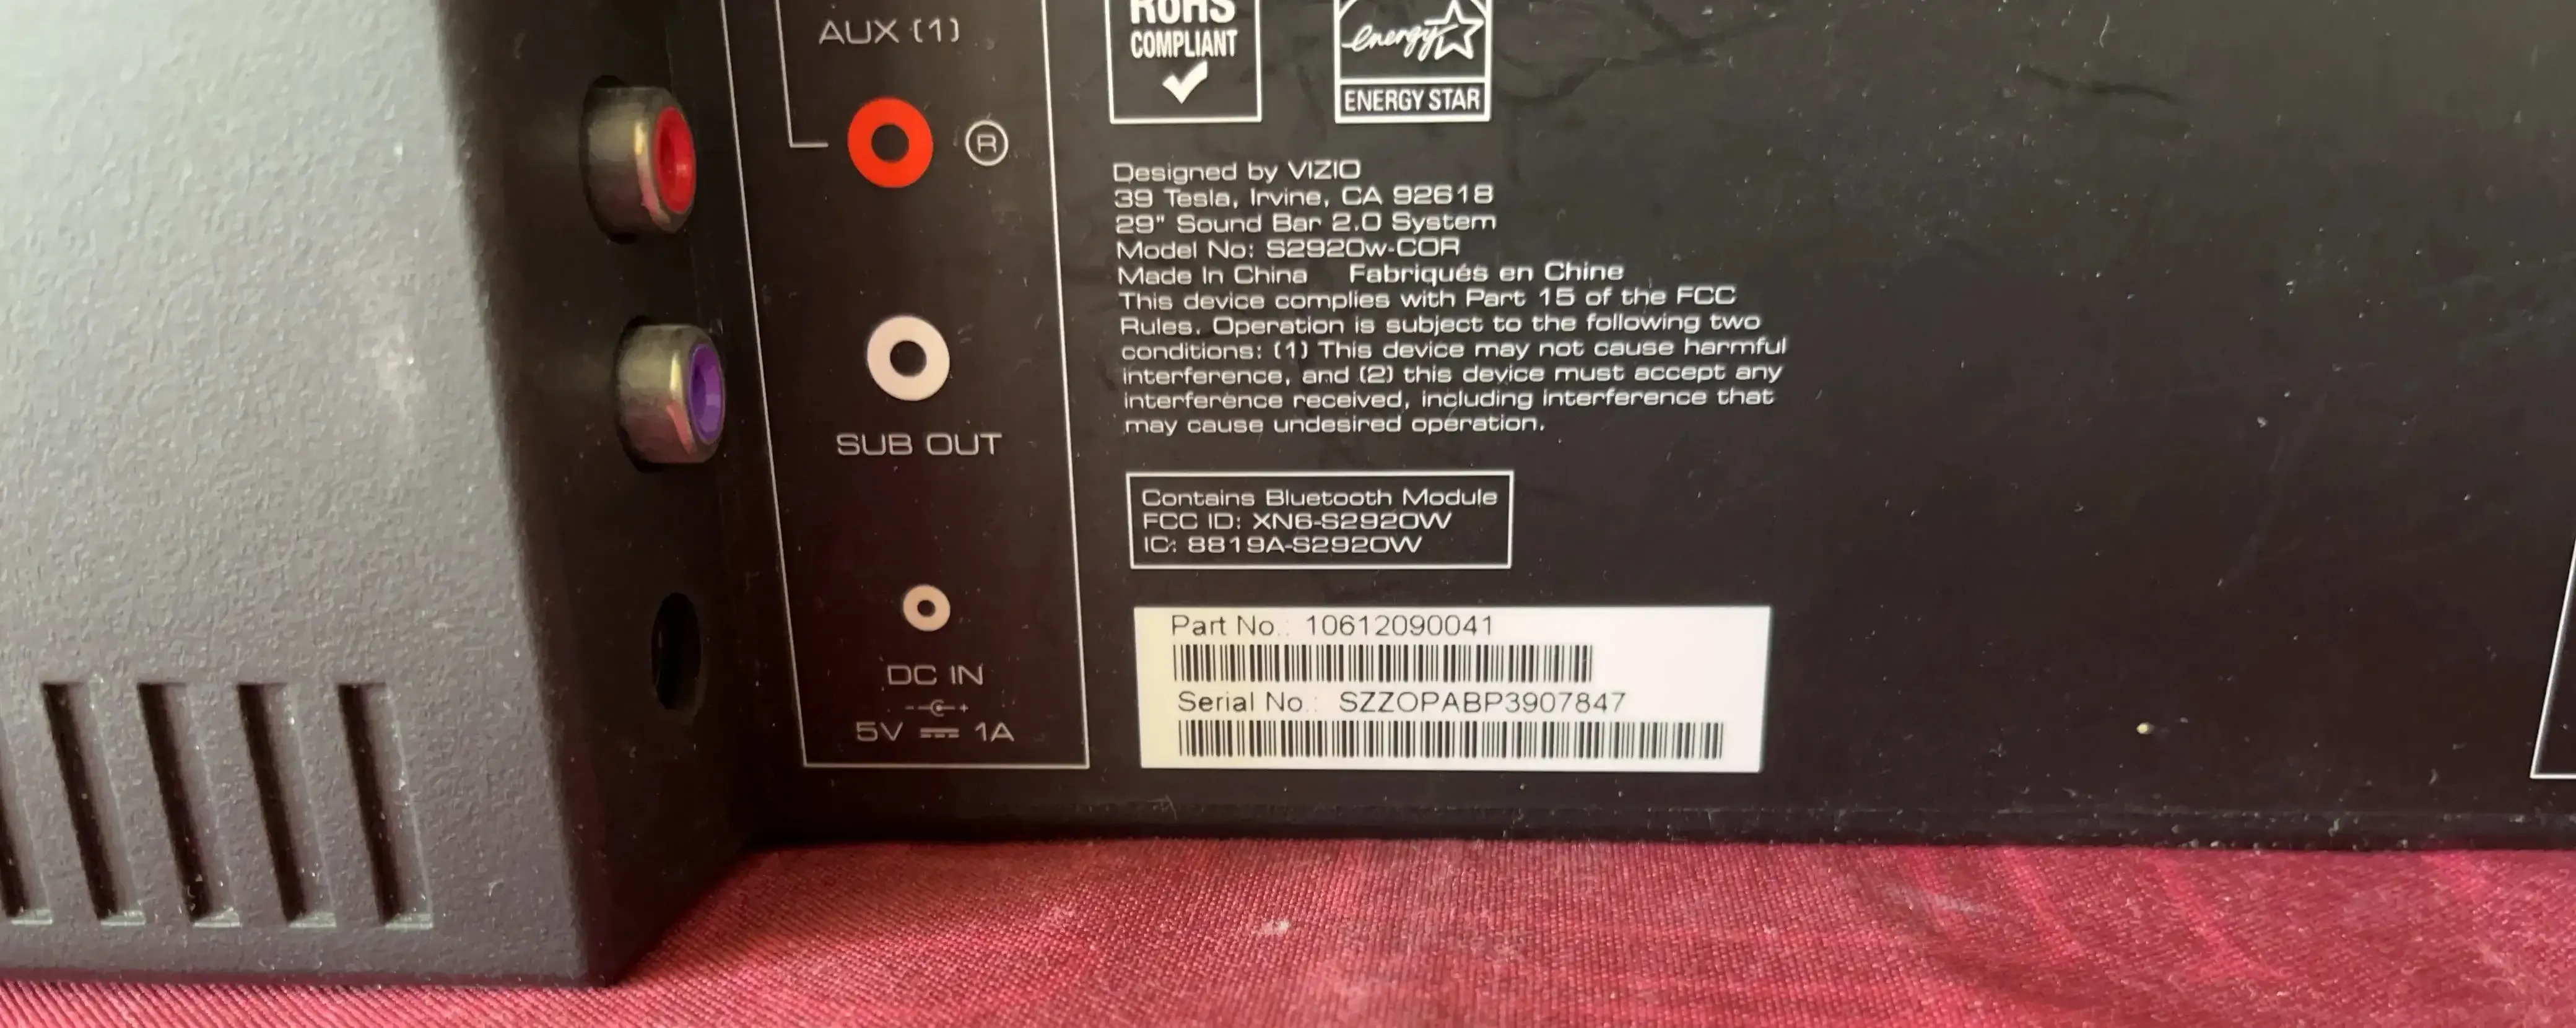 AUX (1)
R
SUB OUT
DC IN
5V 1A
RoHS
COMPLIANT
energy
ENERGY STAR
Designed by VIZIO
39 Tesla, Irvine, CA 92618
29" Sound Bar 2.0 System
Model No: S2920w-COR
Made In China Fabriqués en Chine
This device complies with Part 15 of the FCC
Rules. Operation is subject to the following two
conditions: (1) This device may not cause harmful
interference, and (2) this device must accept any
interference received, including interference that
may cause undesired operation.
Contains Bluetooth Module
FCC ID: XN6-S2920W
IC: 8819A-S2920W
Part No.: 10612090041
Serial No.: SZZOPABP3907847